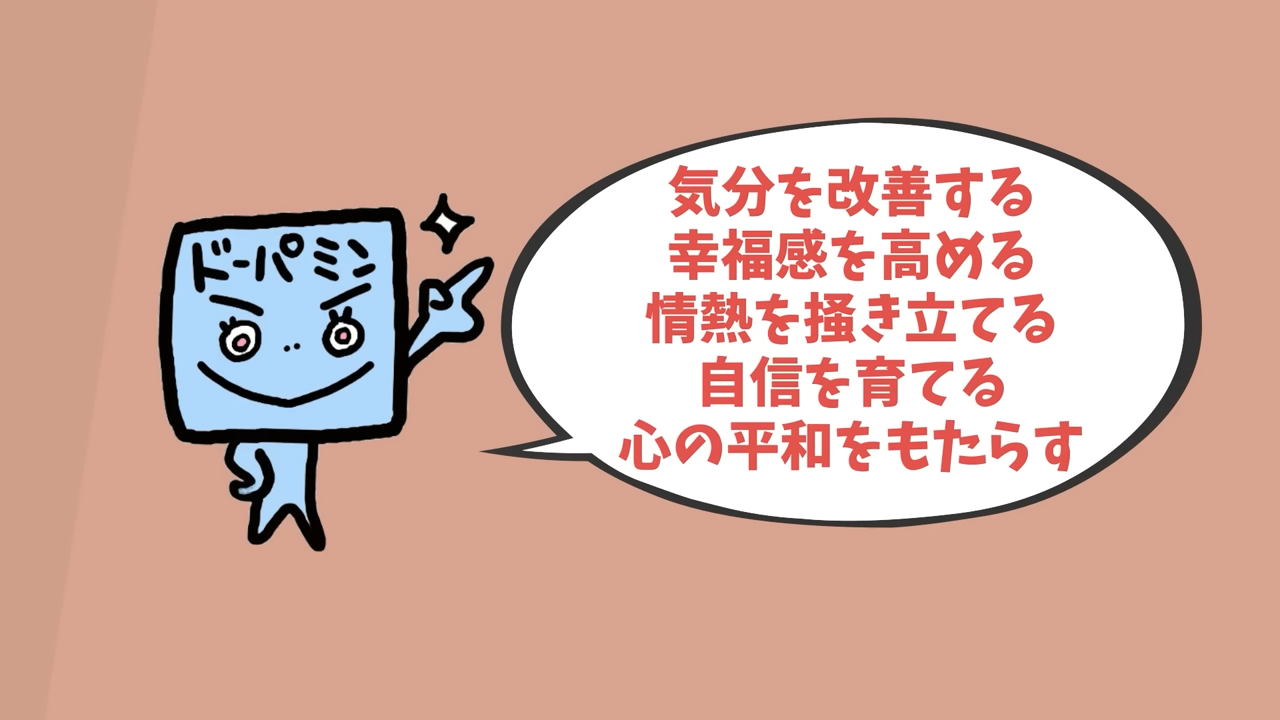 ドーパミン
気分を改善する
幸福感を高める
情熱を掻き立てる
自信を育てる
心の平和をもたらす